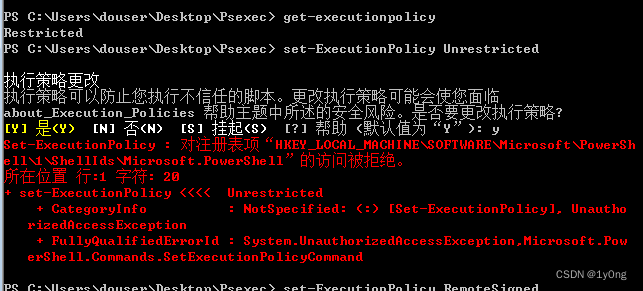 PS C:\Users\douser\Desktop\Psexec> get-executionpolicy
Restricted
PS C:\Users\douser\Desktop\Psexec> set-ExecutionPolicy Unrestricted
执行策略更改
执行策略可以防止您执行不信任的脚本。更改执行策略可能会使您面临
about_Execution_Policies 帮助主题中所述的安全风险。是否要更改执行策略?
[Y] 是(Y)  [N] 否(N)  [S] 挂起(S)  [?] 帮助 (默认值为“Y”): y
Set-ExecutionPolicy : 对注册表项“HKEY_LOCAL_MACHINE\SOFTWARE\Microsoft\PowerSh
ell\1\ShellIds\Microsoft.PowerShell”的访问被拒绝。
所在位置 行:1 字符: 20
+ set-ExecutionPolicy <<<<  Unrestricted
+ CategoryInfo          : NotSpecified: (:) [Set-ExecutionPolicy], Unautho
rizedAccessException
+ FullyQualifiedErrorId : System.UnauthorizedAccessException,Microsoft.Pow
erShell.Commands.SetExecutionPolicyCommand
PS C:\Users\douser\Desktop\Psexec> set-ExecutionPolicy RemoteSigned
CSDN @1y0ng